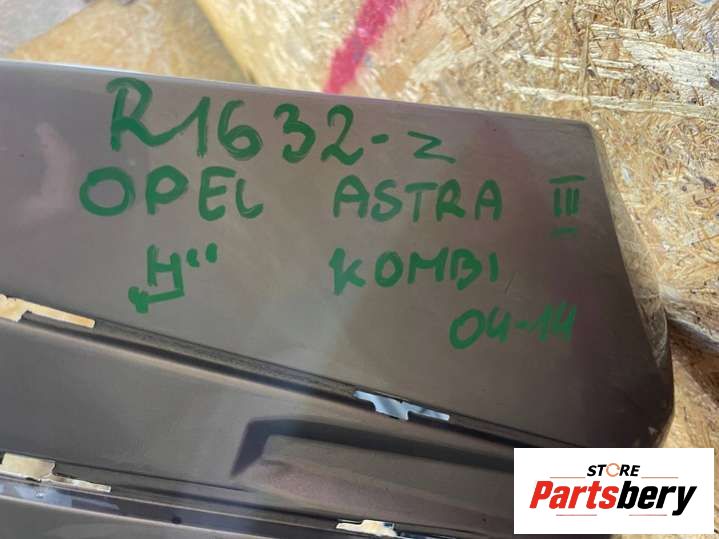 R1632-z
OPEL ASTRA III
„H" KOMBI
04-14
STORE
Partsbery